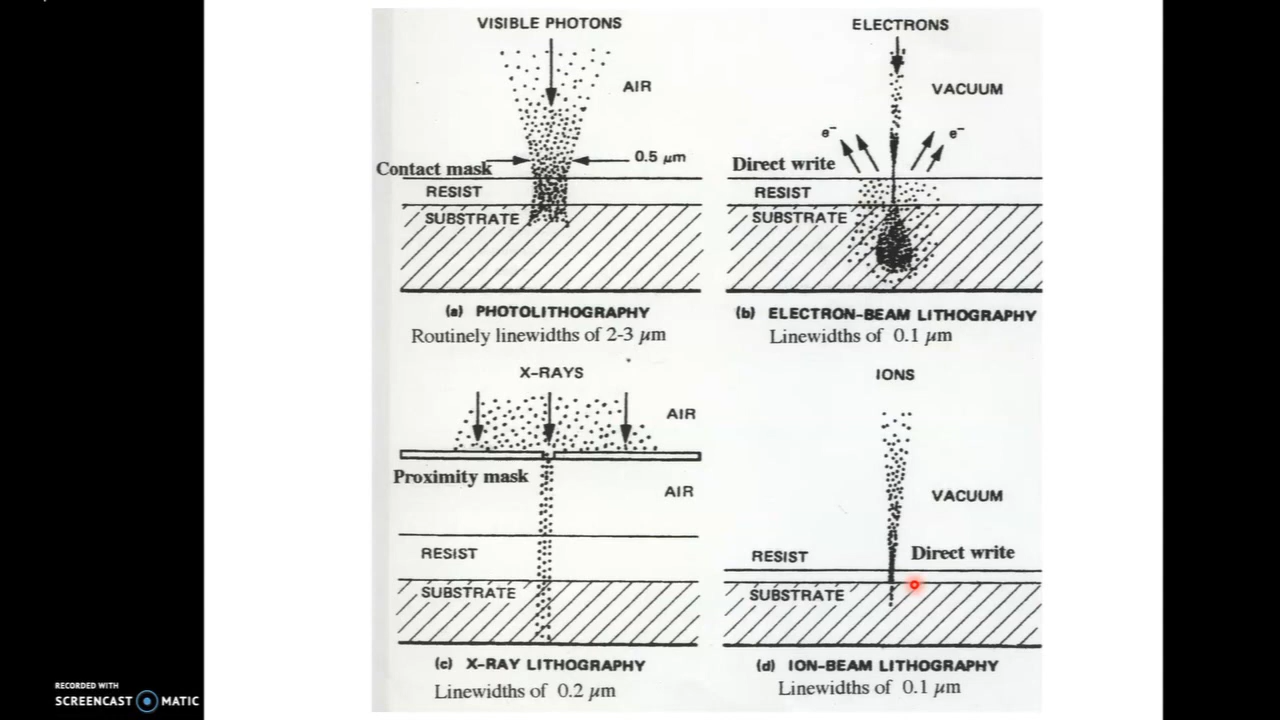 VISIBLE PHOTONS
AIR
0.5 μm
Contact mask
RESIST
SUBSTRATE
(a) PHOTOLITHOGRAPHY
Routinely linewidths of 2-3 μm
ELECTRONS
VACUUM
e⁻
e⁻
Direct write
RESIST
SUBSTRATE
(b) ELECTRON-BEAM LITHOGRAPHY
Linewidths of 0.1 μm
X-RAYS
AIR
Proximity mask
AIR
RESIST
SUBSTRATE
(c) X-RAY LITHOGRAPHY
Linewidths of 0.2 μm
IONS
VACUUM
RESIST
Direct write
SUBSTRATE
(d) ION-BEAM LITHOGRAPHY
Linewidths of 0.1 μm
RECORDED WITH
SCREENCAST MATIC